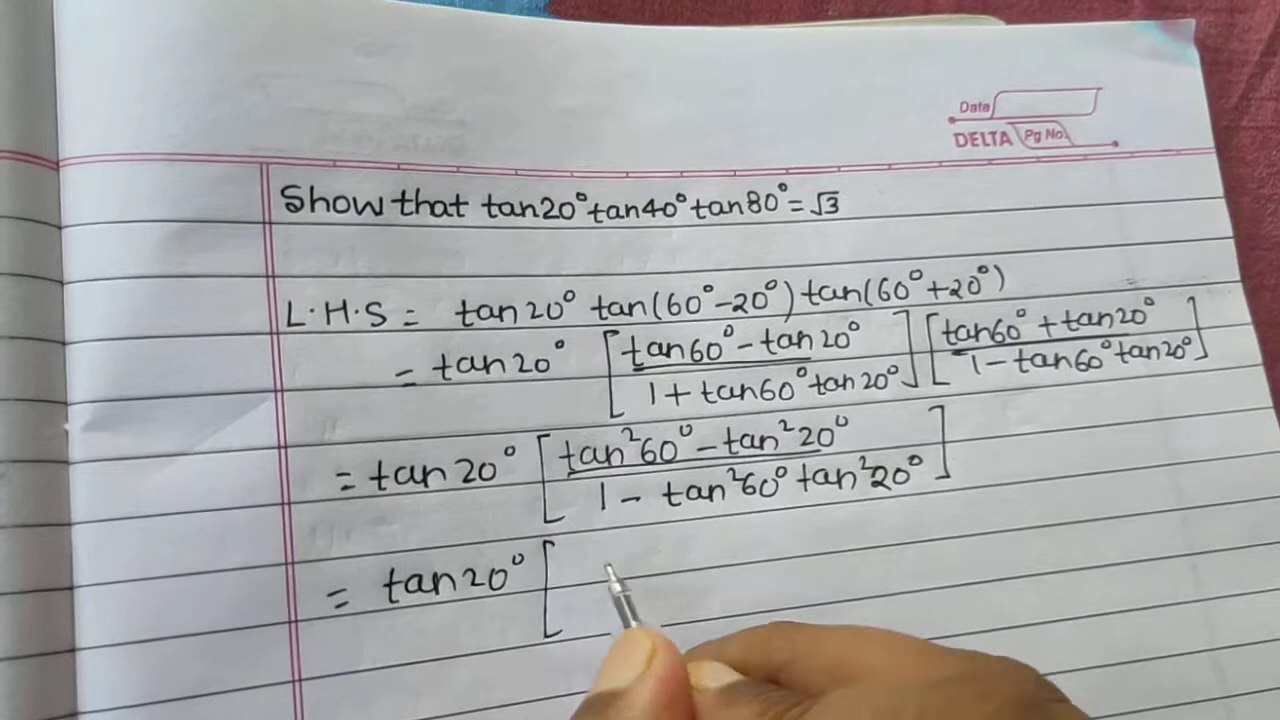 Date
DELTA Pg No.
Show that tan20° tan40° tan80° = √3
L.H.S = tan20° tan(60°-20°) tan(60°+20°)
= tan20° [ tan60° - tan20° / 1 + tan60° tan20° ] [ tan60° + tan20° / 1 - tan60° tan20° ]
= tan20° [ tan²60° - tan²20° / 1 - tan²60° tan²20° ]
= tan20° [